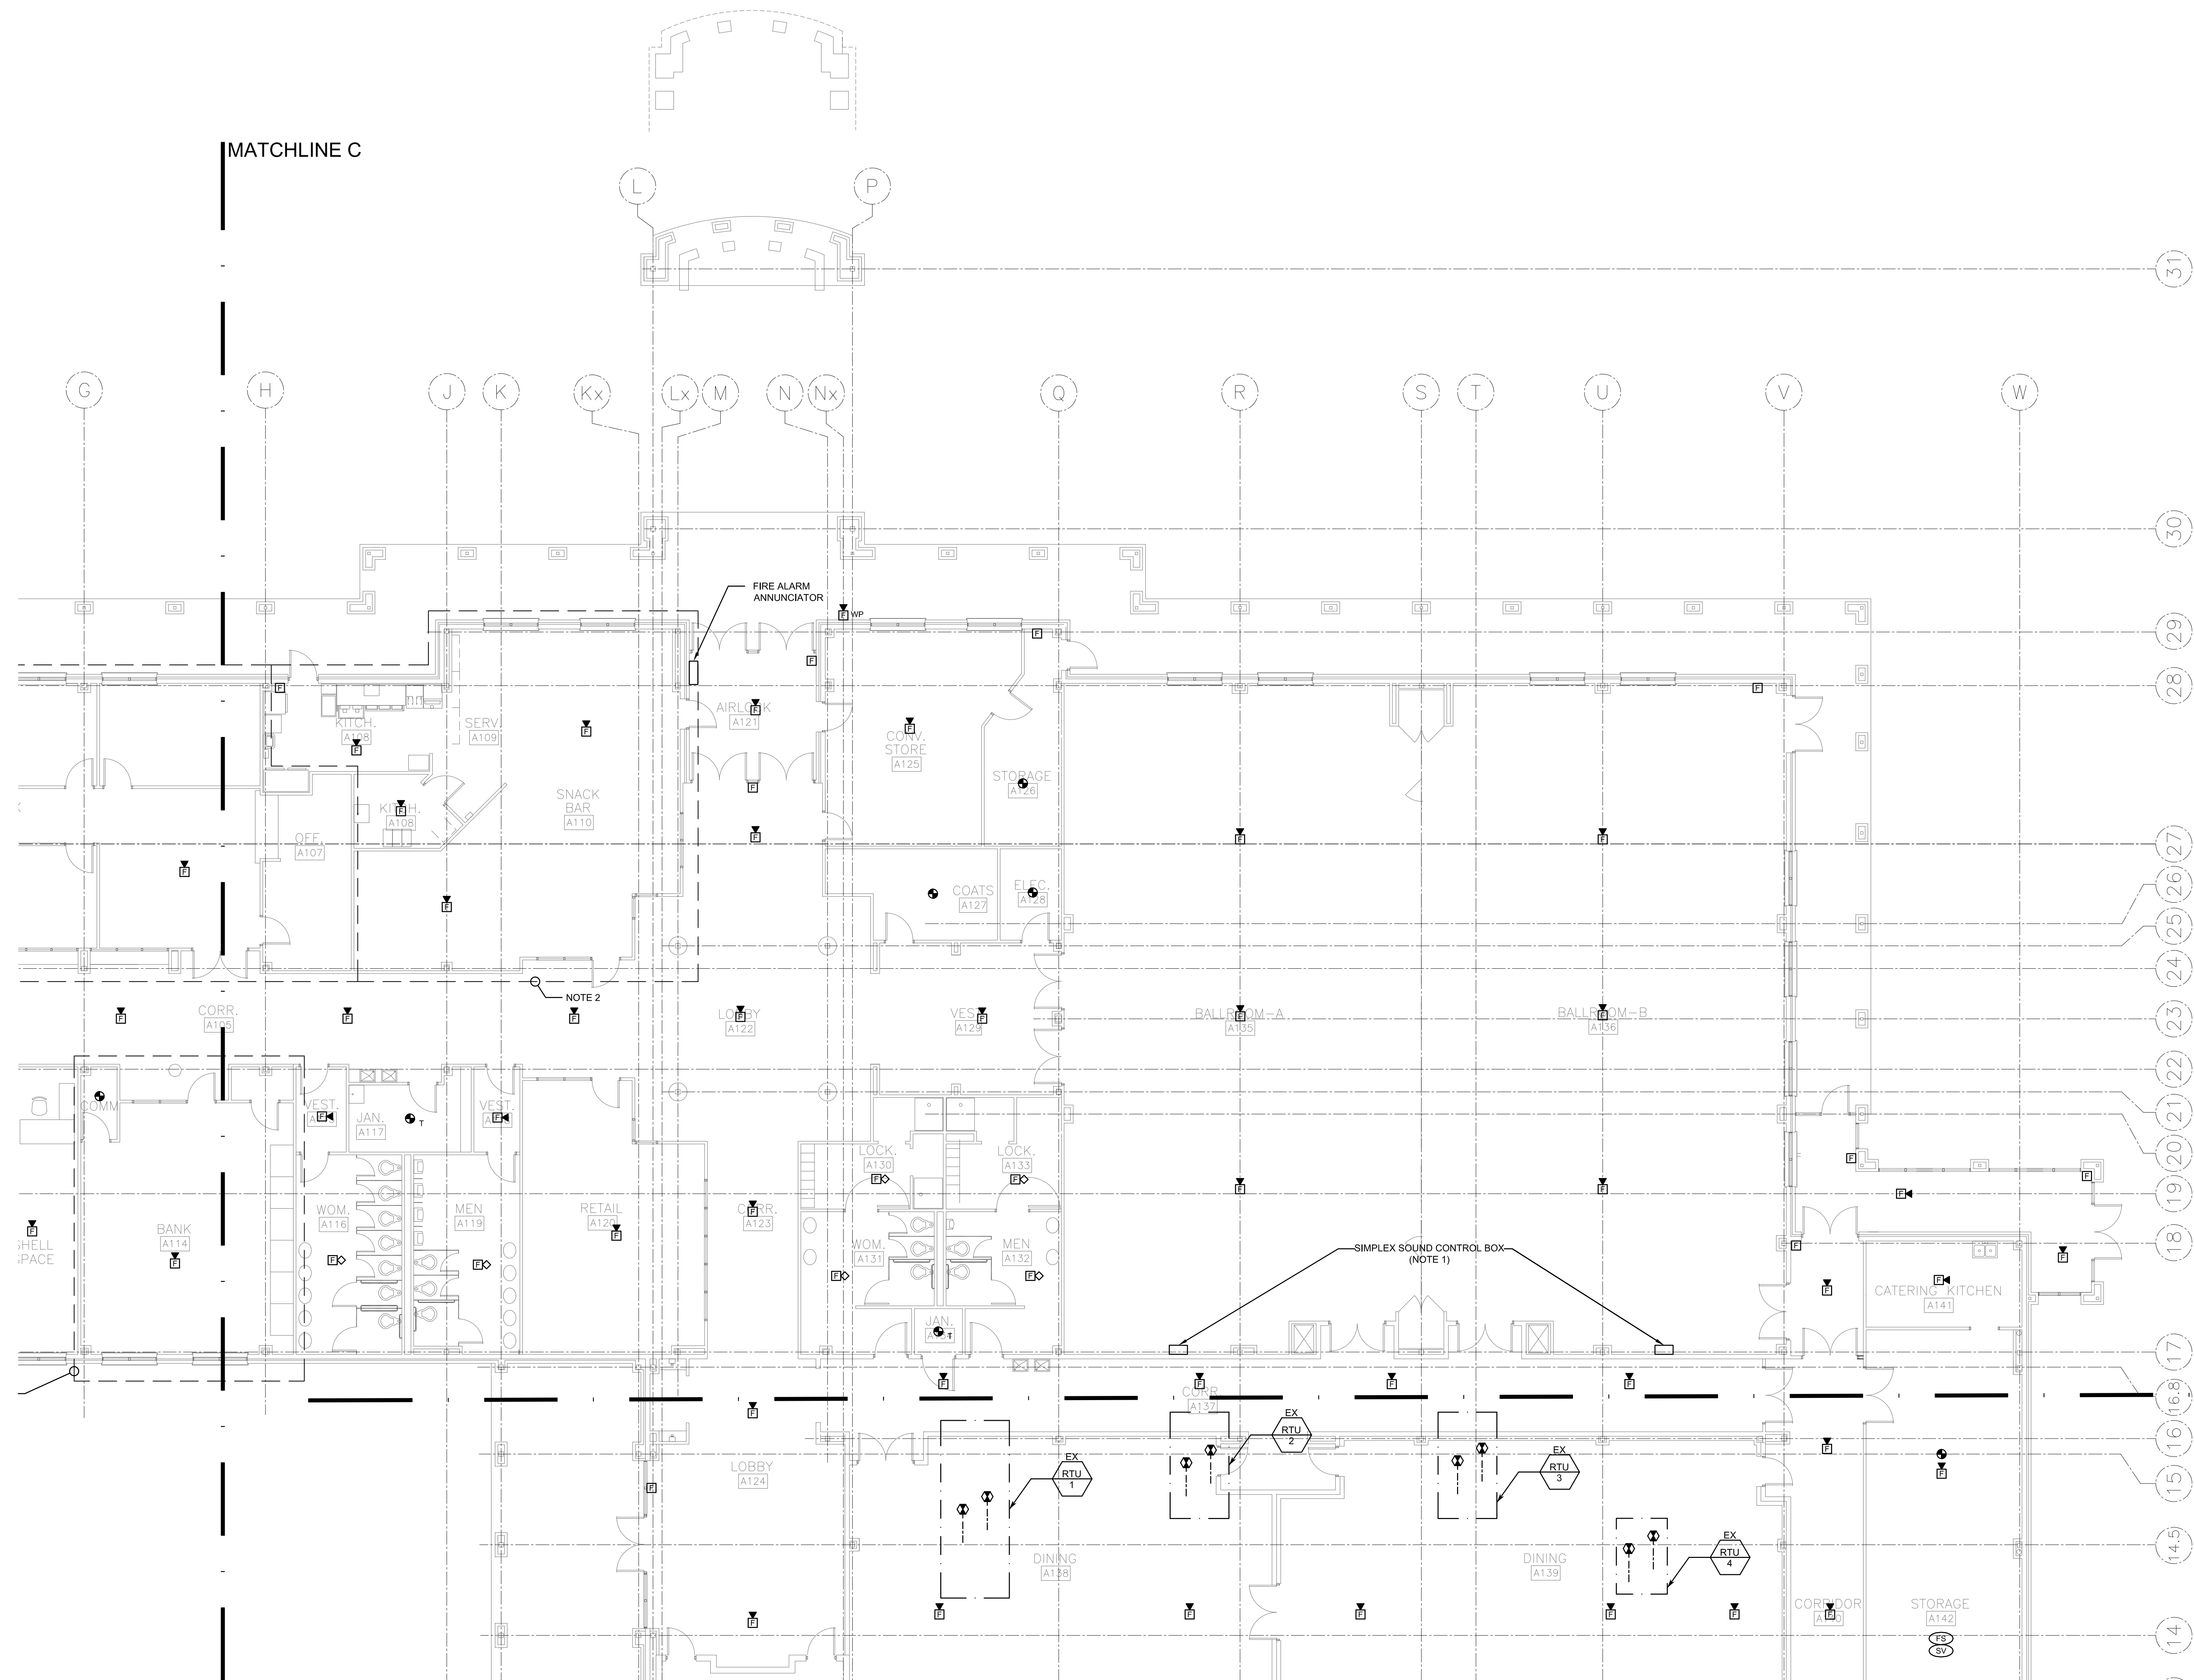 MATCHLINE C
L
P
31
G
H
J
K
Kx
Lx
M
N
Nx
Q
R
S
T
U
V
W
30
FIRE ALARM
ANNUNCIATOR
F WP
29
F
F
28
F
F
KITCH.
A108
F
SERV.
A109
F
AIRLOCK
A121
F
CONV.
STORE
A125
F
STORAGE
A126
SNACK
BAR
A110
F
KITCH.
A108
F
OFF.
A107
F
F
F
27
F
F
COATS
A127
ELEC.
A128
26
25
24
NOTE 2
CORR.
A105
F
F
F
LOBBY
A122
F
VEST.
A129
F
BALLROOM-A
A135
F
BALLROOM-B
A136
F
23
22
COMM
VEST.
F
JAN.
A117
T
VEST.
F
21
20
LOCK.
A130
F
LOCK.
A133
F
F
F
F
F
F
19
WOM.
A116
F
MEN
A119
F
RETAIL
A120
F
CORR.
A123
F
BANK
A114
F
F
SHELL
SPACE
WOM.
A131
F
MEN
A132
F
SIMPLEX SOUND CONTROL BOX
(NOTE 1)
F
F
F
CATERING KITCHEN
A141
F
18
JAN.
T
17
F
F
F
F
16.8
CORR.
A137
F
EX
RTU
2
F
16
LOBBY
A124
EX
RTU
1
EX
RTU
3
F
F
15
DINING
A138
DINING
A139
EX
RTU
4
14.5
F
F
F
F
F
F
CORRIDOR
F
STORAGE
A142
14
FS
SV